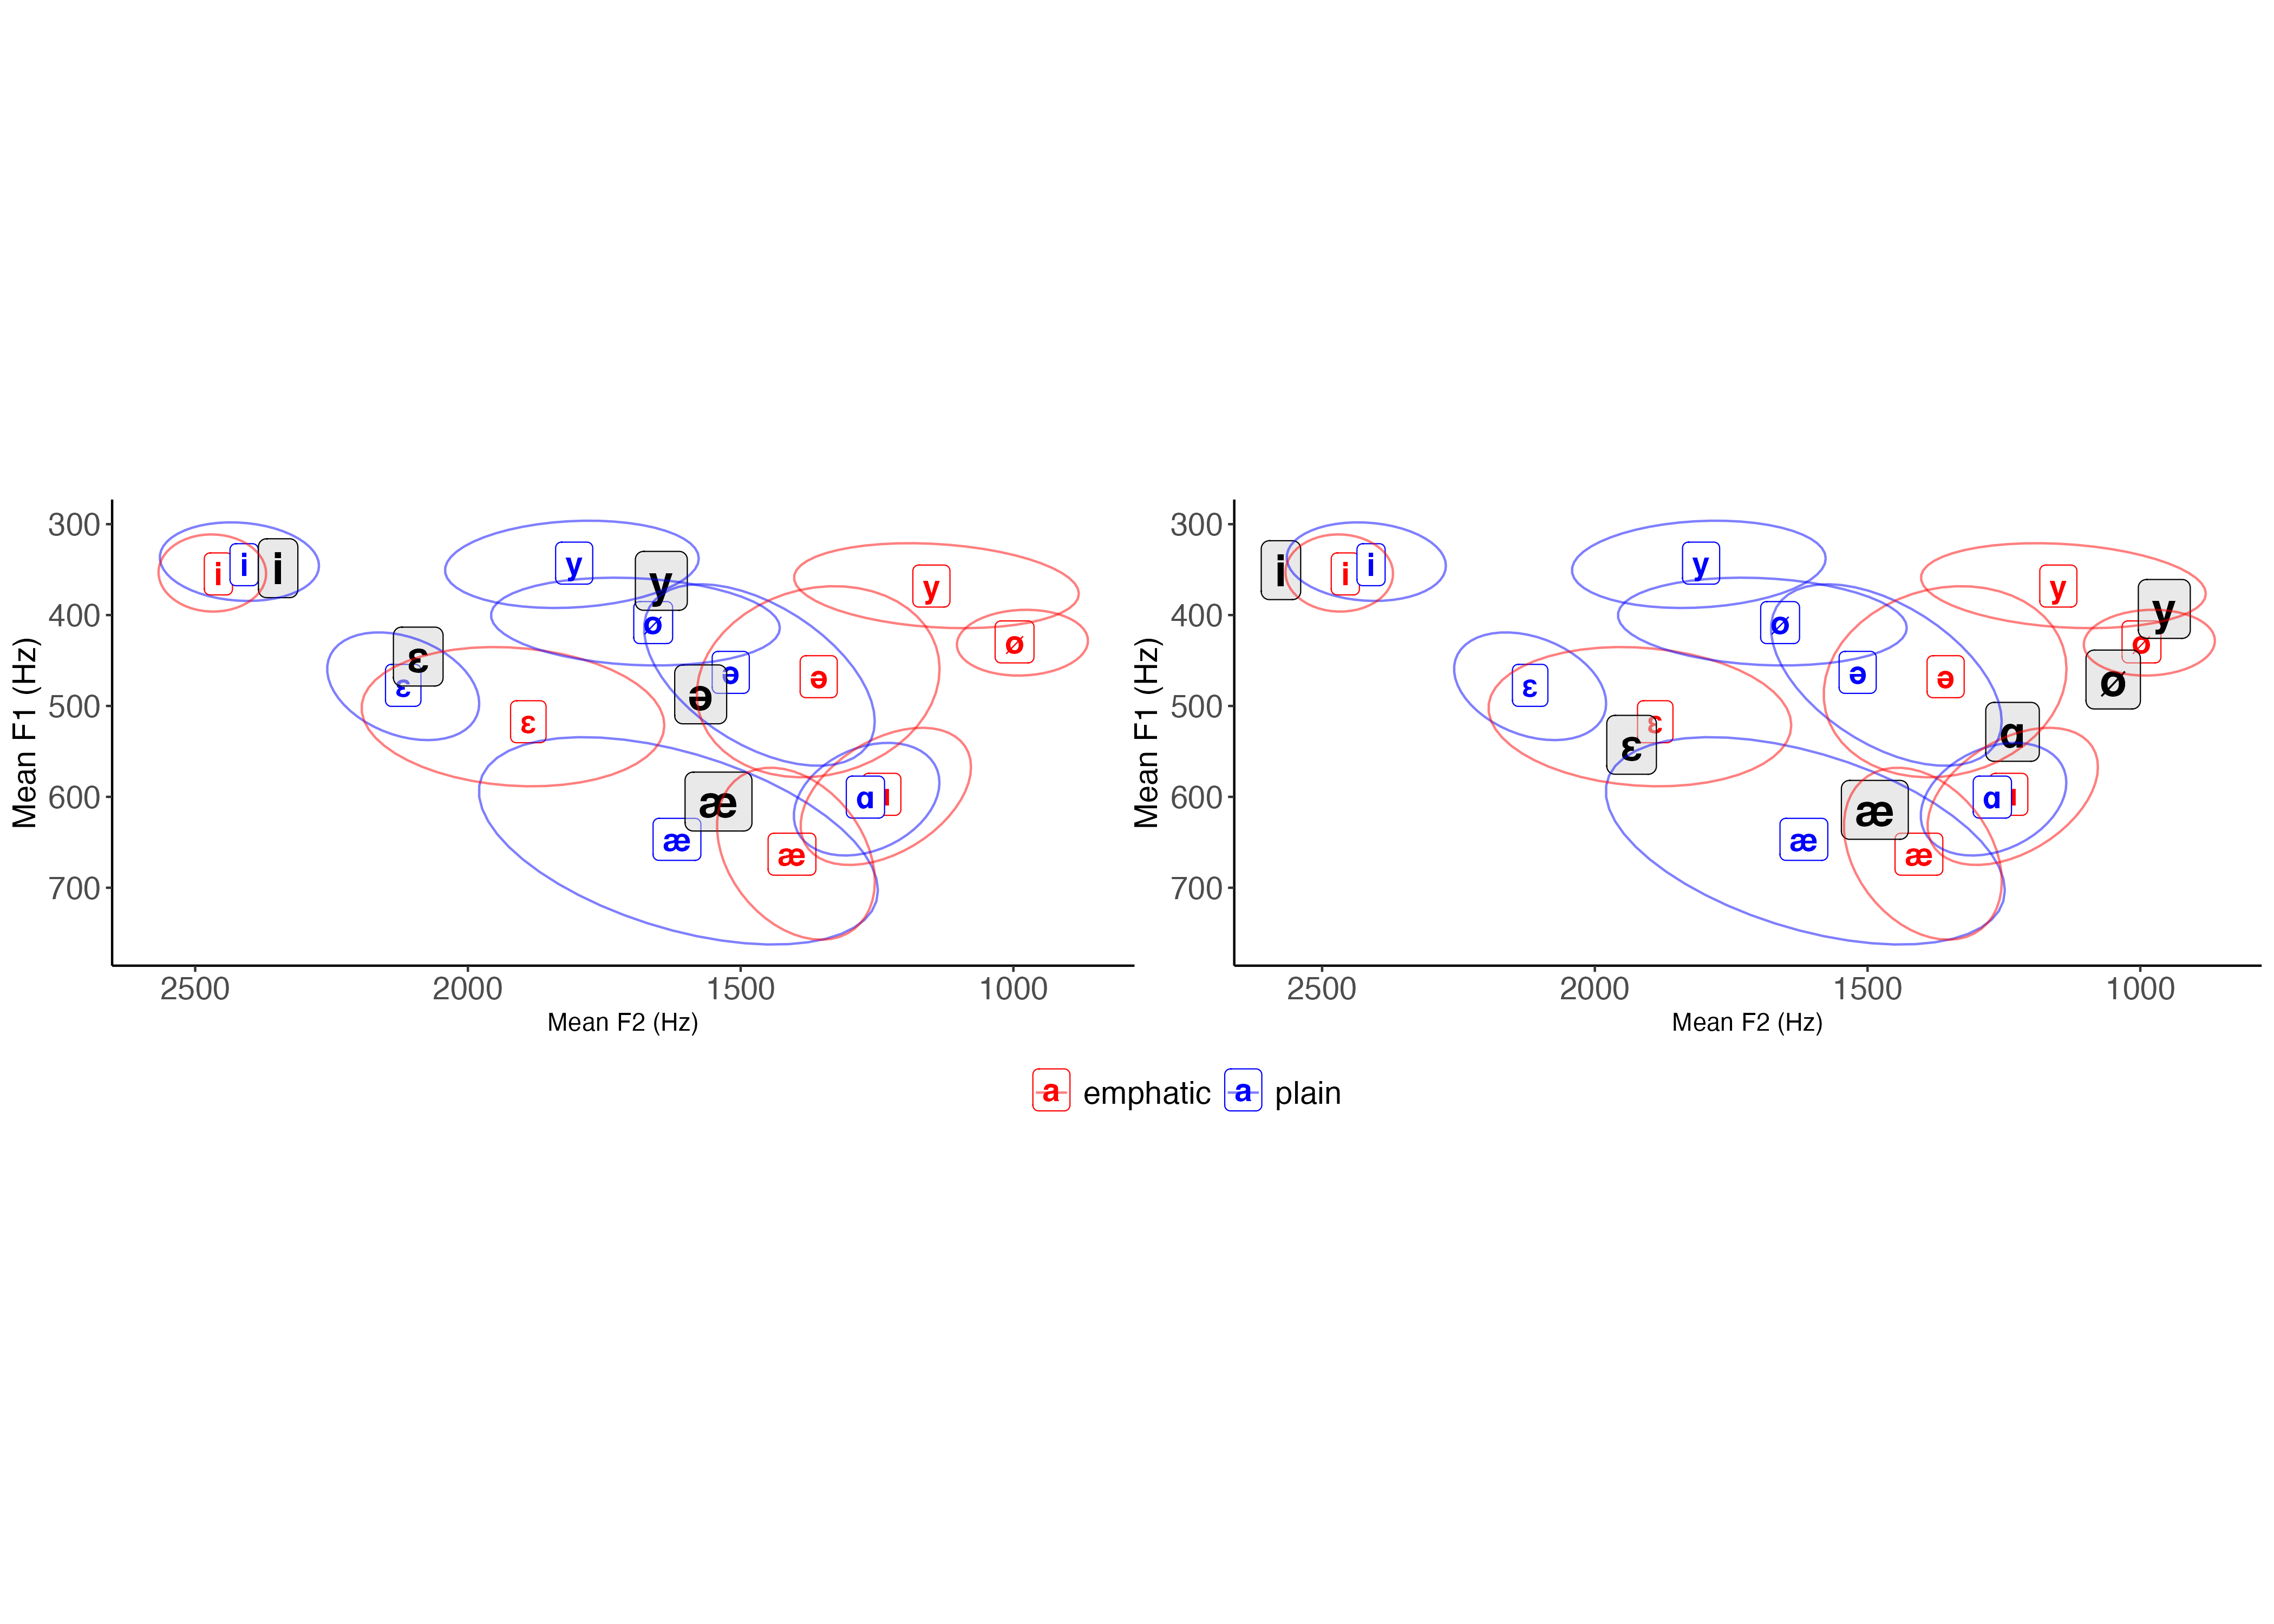 Mean F1 (Hz)
300
400
500
600
700
i
i
i
y
y
y
ø
ø
ɛ
ɛ
ɛ
ə
ə
ə
æ
æ
æ
ɑ
2500
2000
1500
1000
Mean F2 (Hz)
Mean F1 (Hz)
300
400
500
600
700
i
i
i
y
y
y
ø
ø
ø
ɛ
ɛ
ɛ
ə
ə
ɑ
ɑ
æ
æ
æ
2500
2000
1500
1000
Mean F2 (Hz)
a emphatic a plain